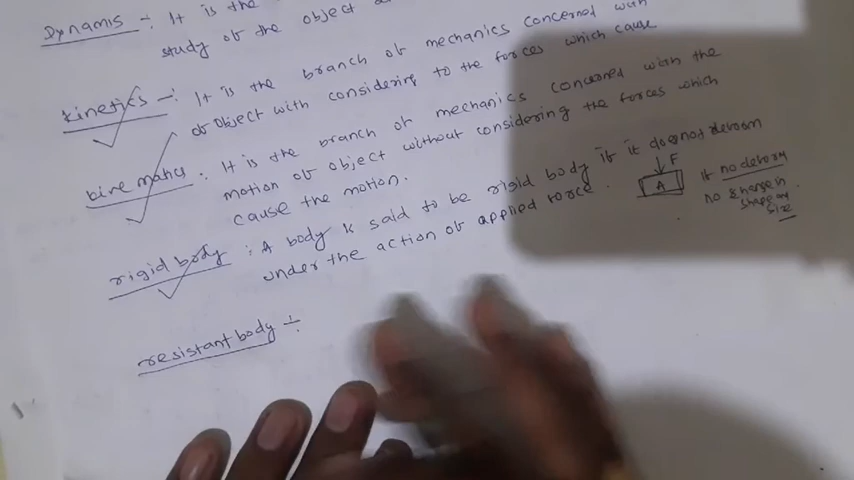 Dynamis :- It is the
study of the object
kinetics :- It is the branch of mechanics concerned with
of object with considering to the forces which cause
kine matics : It is the branch of mechanics concerned with the
motion of object without considering the forces which
cause the motion.
rigid body : A body is said to be rigid body if it does not deform
under the action of applied force.
F
A
if no deform
no change in
shape and
size
resistant body ÷